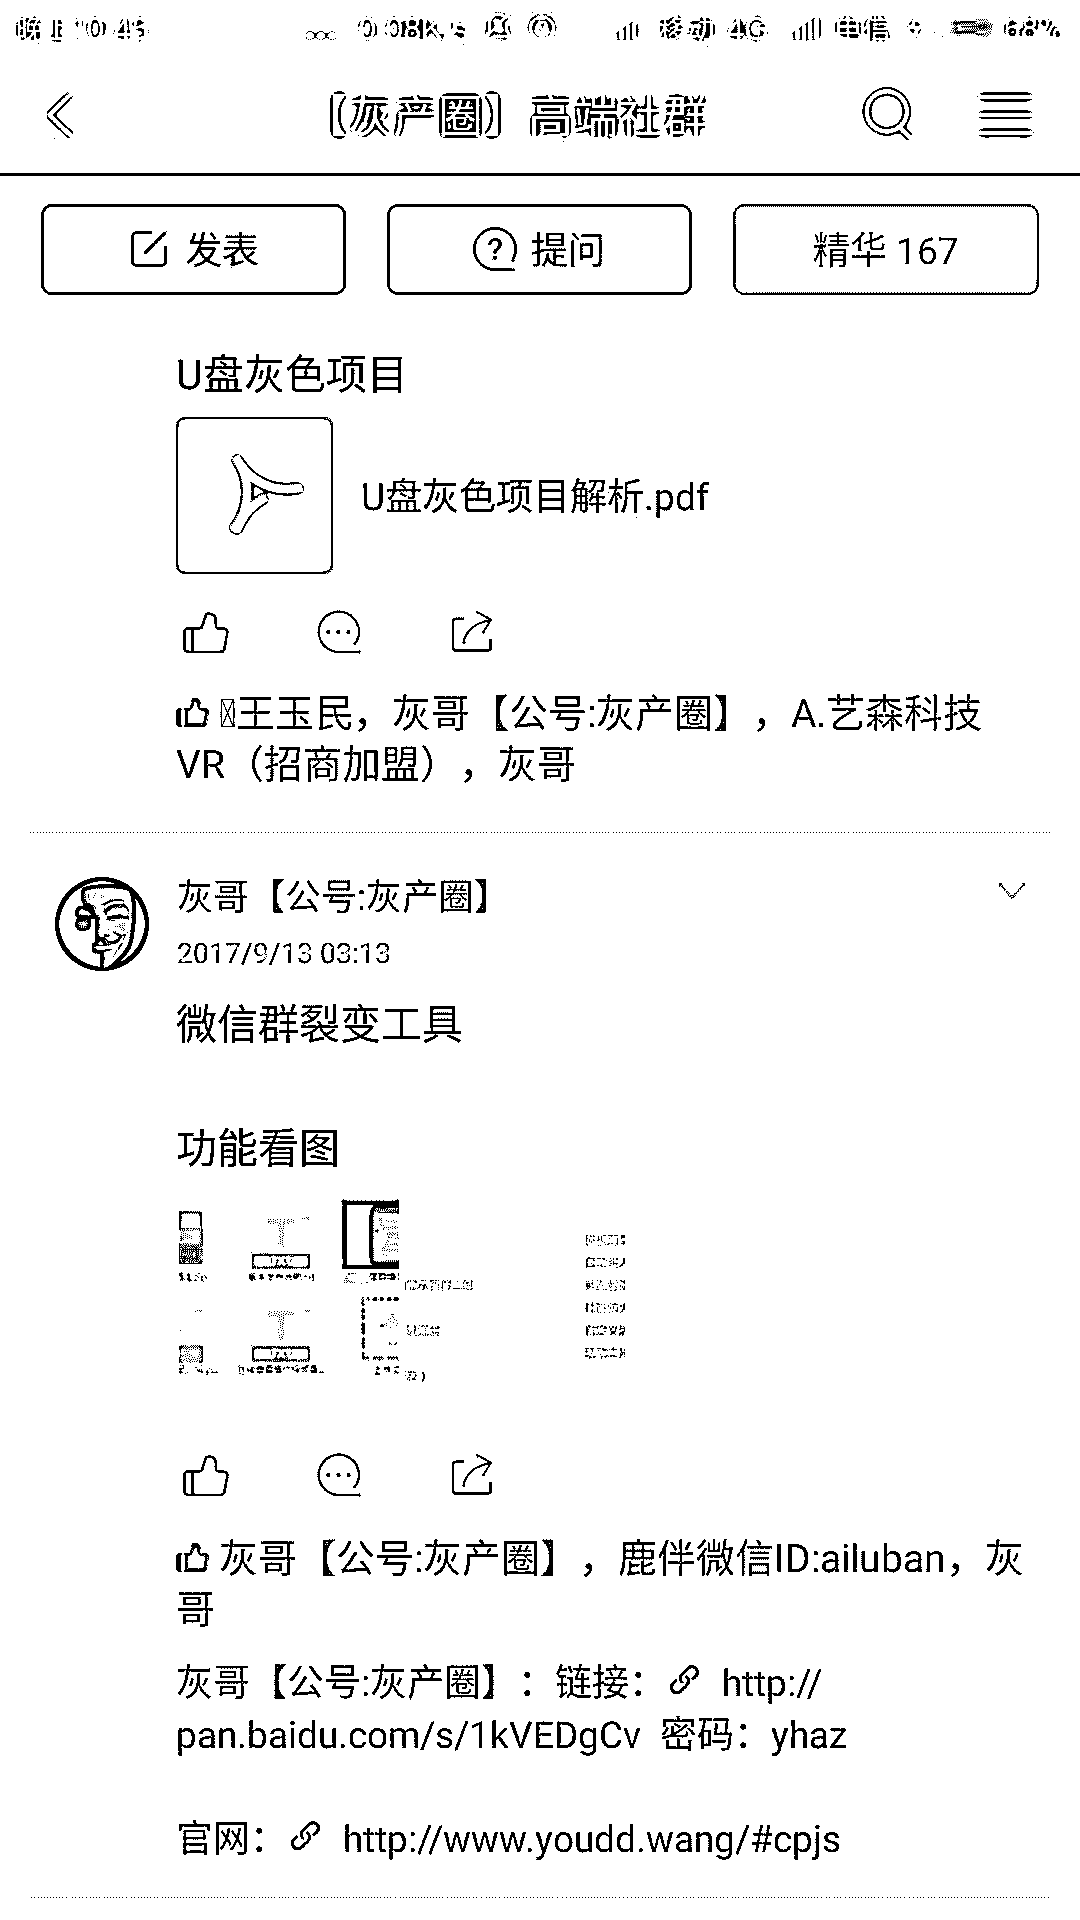 晚上10:45 0.08K/s 移动 4G 电信 68%
〔灰产圈〕高端社群
发表 提问 精华 167
U盘灰色项目
U盘灰色项目解析.pdf
王玉民，灰哥【公号:灰产圈】，A.艺森科技
VR（招商加盟），灰哥
灰哥【公号:灰产圈】
2017/9/13 03:13
微信群裂变工具
功能看图
灰哥【公号:灰产圈】，鹿伴微信ID:ailuban，灰
哥
灰哥【公号:灰产圈】：链接： http://
pan.baidu.com/s/1kVEDgCv 密码：yhaz
官网： http://www.youdd.wang/#cpjs